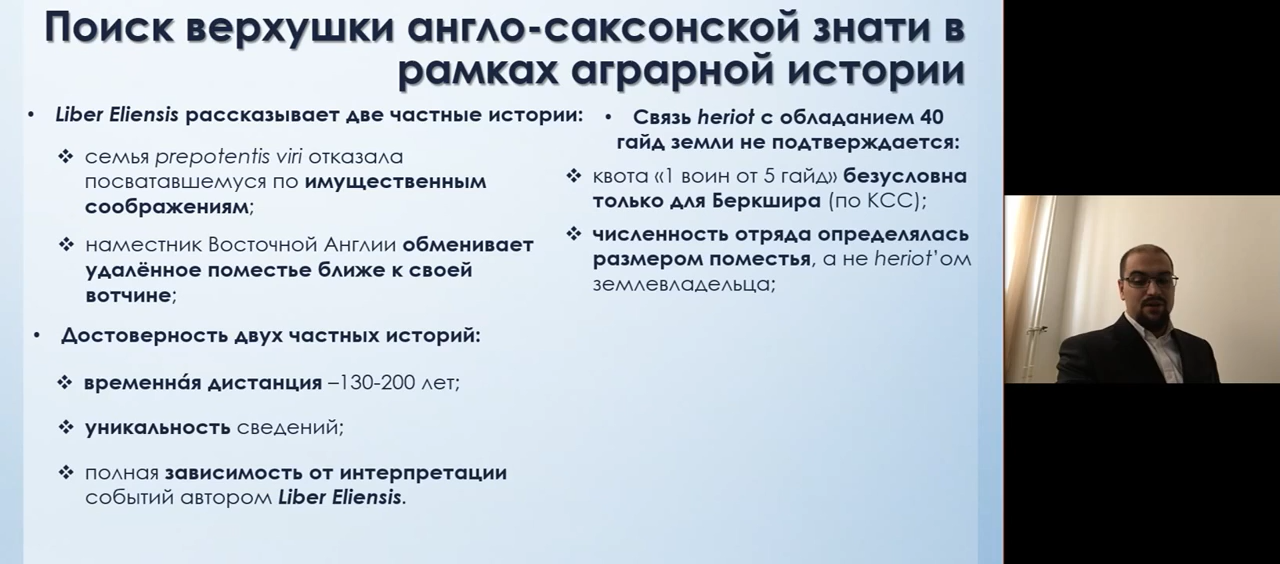 Поиск верхушки англо-саксонской знати в
рамках аграрной истории
• Liber Eliensis рассказывает две частные истории:
❖ семья prepotentis viri отказала
посватавшемуся по имущественным
соображениям;
❖ наместник Восточной Англии обменивает
удалённое поместье ближе к своей
вотчине;
• Достоверность двух частных историй:
❖ временна́я дистанция –130-200 лет;
❖ уникальность сведений;
❖ полная зависимость от интерпретации
событий автором Liber Eliensis.
• Связь heriot с обладанием 40
гайд земли не подтверждается:
❖ квота «1 воин от 5 гайд» безусловна
только для Беркшира (по КСС);
❖ численность отряда определялась
размером поместья, а не heriot’ом
землевладельца;